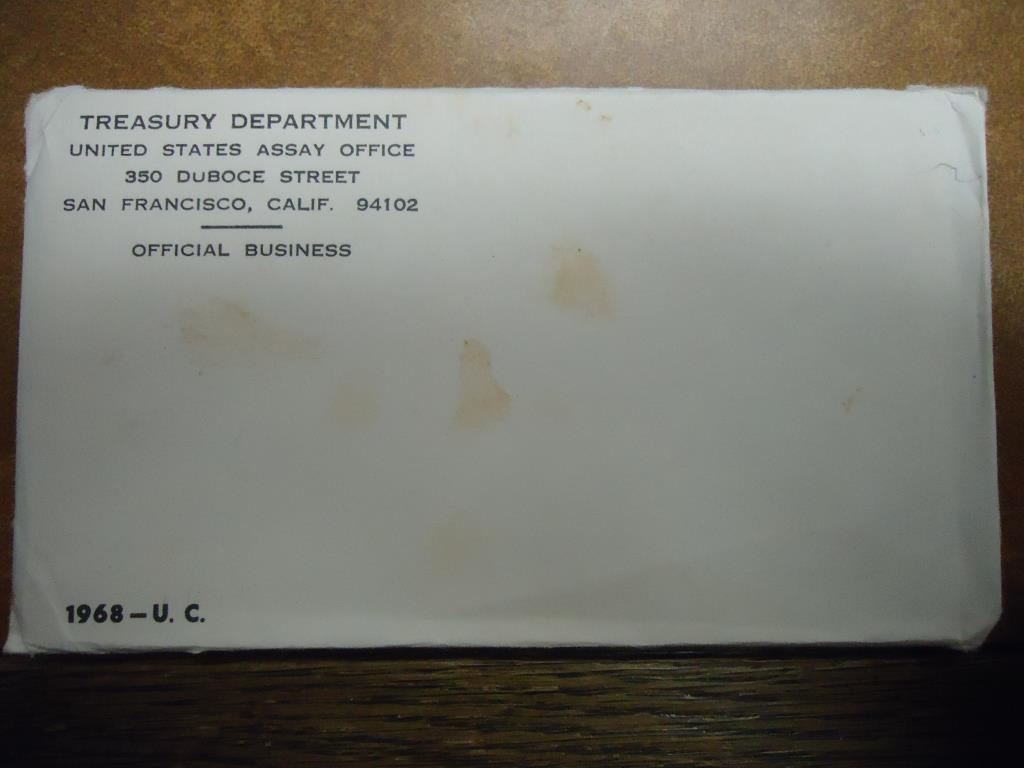 TREASURY DEPARTMENT
UNITED STATES ASSAY OFFICE
350 DUBOCE STREET
SAN FRANCISCO, CALIF. 94102
OFFICIAL BUSINESS
1968 – U. C.